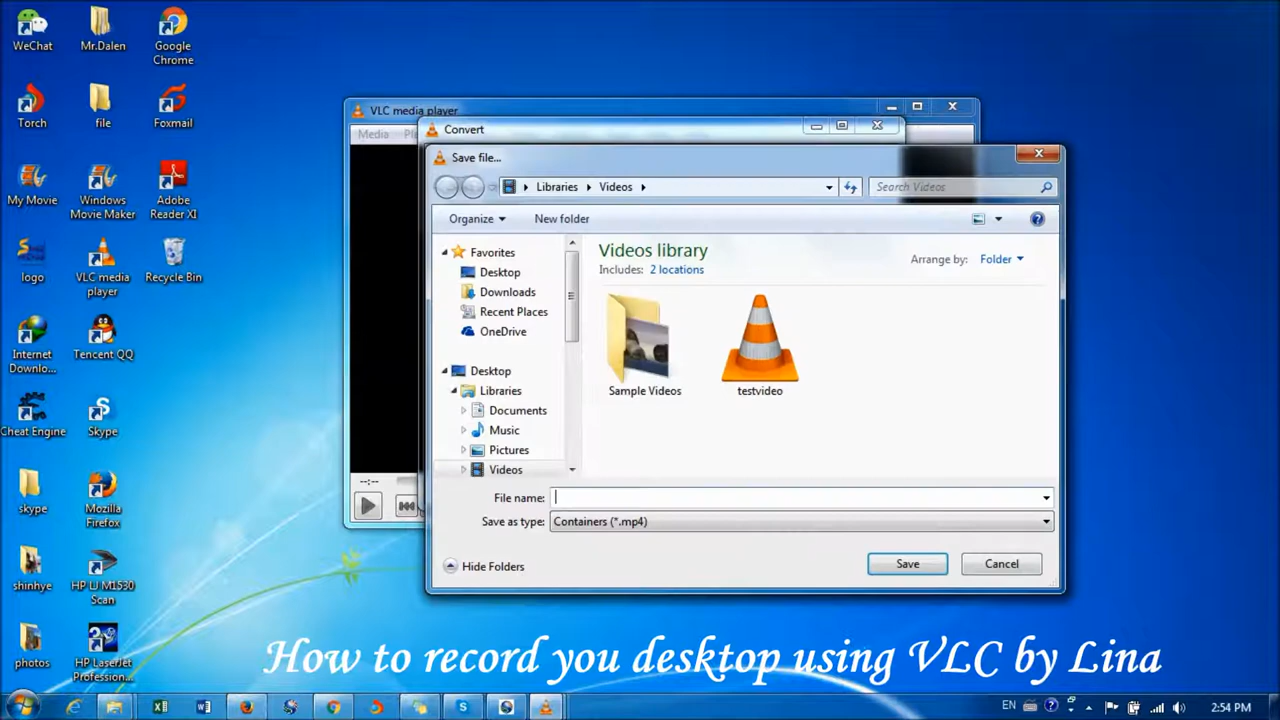 WeChat
Mr.Dalen
Google
Chrome
Torch
file
Foxmail
My Movie
Windows
Movie Maker
Adobe
Reader XI
logo
VLC media
player
Recycle Bin
Internet
Downlo...
Tencent QQ
Cheat Engine
Skype
skype
Mozilla
Firefox
shinhye
HP LJ M1530
Scan
photos
HP LaserJet
Profession...
VLC media player
Media
Convert
Save file...
Libraries
Videos
Search Videos
Organize
New folder
Favorites
Desktop
Downloads
Recent Places
OneDrive
Desktop
Libraries
Documents
Music
Pictures
Videos
Videos library
Includes: 2 locations
Arrange by: Folder
Sample Videos
testvideo
File name:
Save as type: Containers (*.mp4)
Hide Folders
Save
Cancel
--:--
How to record you desktop using VLC by Lina
EN
2:54 PM